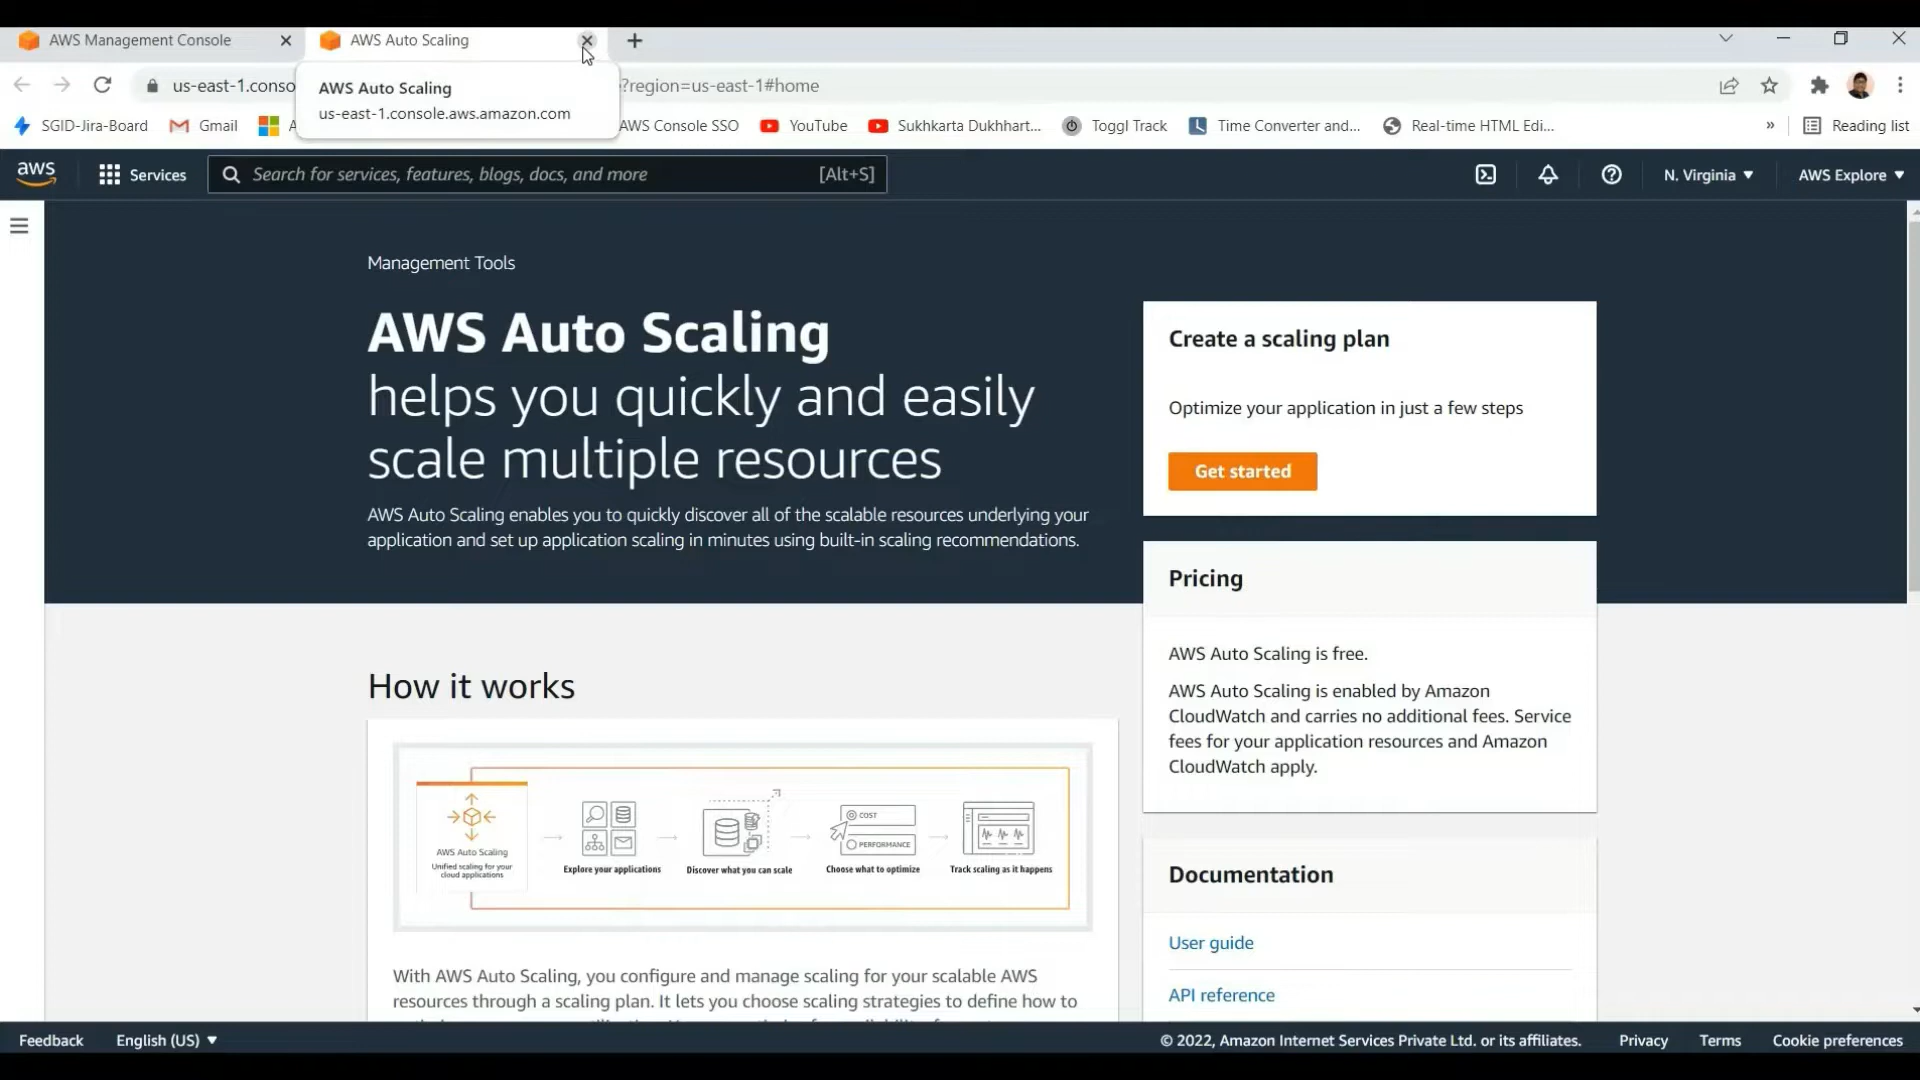 AWS Management Console
AWS Auto Scaling
us-east-1.conso
?region=us-east-1#home
AWS Auto Scaling
us-east-1.console.aws.amazon.com
SGID-Jira-Board
Gmail
A
AWS Console SSO
YouTube
Sukhkarta Dukhhart...
Toggl Track
Time Converter and...
Real-time HTML Edi...
»
Reading list
aws
Services
Search for services, features, blogs, docs, and more
[Alt+S]
N. Virginia
AWS Explore
Management Tools
AWS Auto Scaling
helps you quickly and easily
scale multiple resources
AWS Auto Scaling enables you to quickly discover all of the scalable resources underlying your
application and set up application scaling in minutes using built-in scaling recommendations.
Create a scaling plan
Optimize your application in just a few steps
Get started
Pricing
AWS Auto Scaling is free.
AWS Auto Scaling is enabled by Amazon
CloudWatch and carries no additional fees. Service
fees for your application resources and Amazon
CloudWatch apply.
How it works
AWS Auto Scaling
Unified scaling for your
cloud applications
Explore your applications
Discover what you can scale
COST
PERFORMANCE
Choose what to optimize
Track scaling as it happens
With AWS Auto Scaling, you configure and manage scaling for your scalable AWS
resources through a scaling plan. It lets you choose scaling strategies to define how to
Documentation
User guide
API reference
Feedback
English (US)
© 2022, Amazon Internet Services Private Ltd. or its affiliates.
Privacy
Terms
Cookie preferences